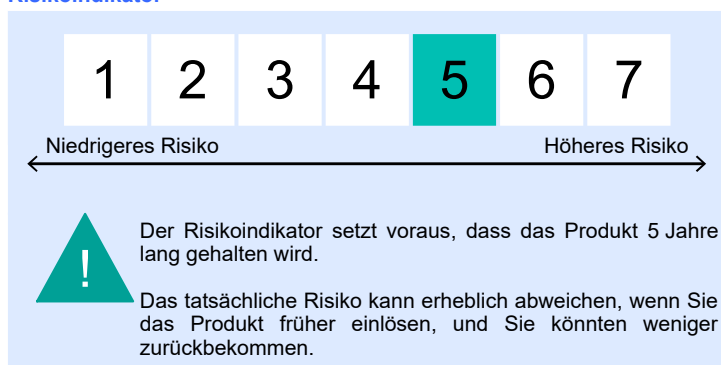 Risikoindikator
1 2 3 4 5 6 7
Niedrigeres Risiko Höheres Risiko
!
Der Risikoindikator setzt voraus, dass das Produkt 5 Jahre
lang gehalten wird.
Das tatsächliche Risiko kann erheblich abweichen, wenn Sie
das Produkt früher einlösen, und Sie könnten weniger
zurückbekommen.